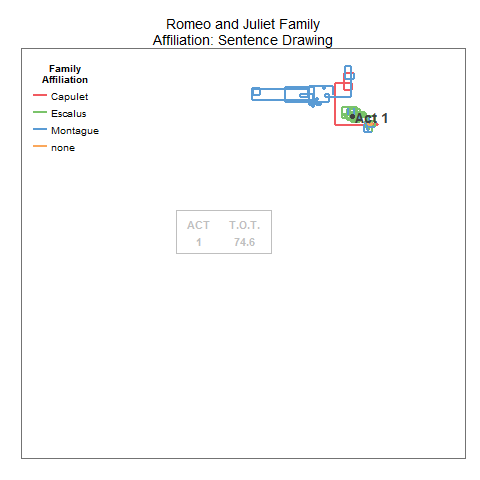 Romeo and Juliet Family
Affiliation: Sentence Drawing
Family
Affiliation
Capulet
Escalus
Montague
none
Act 1
ACT T.O.T.
1 74.6